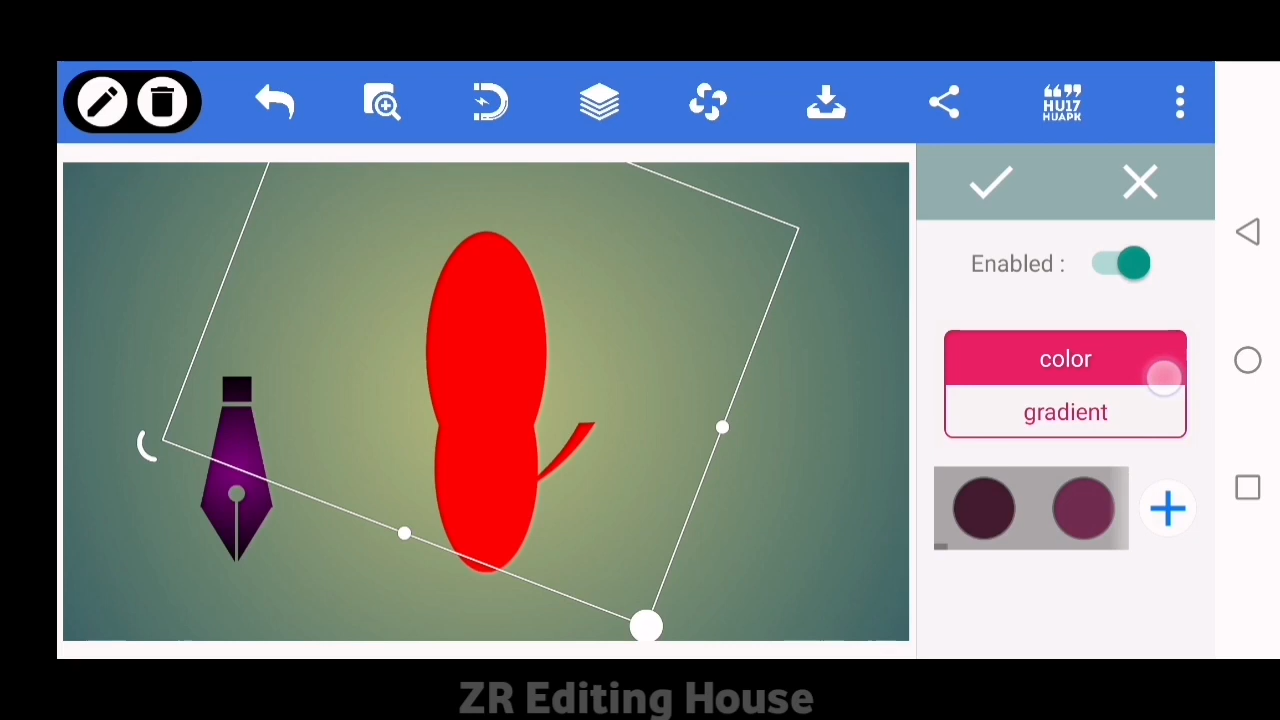 HU17
HUAPK
Enabled :
color
gradient
ZR Editing House